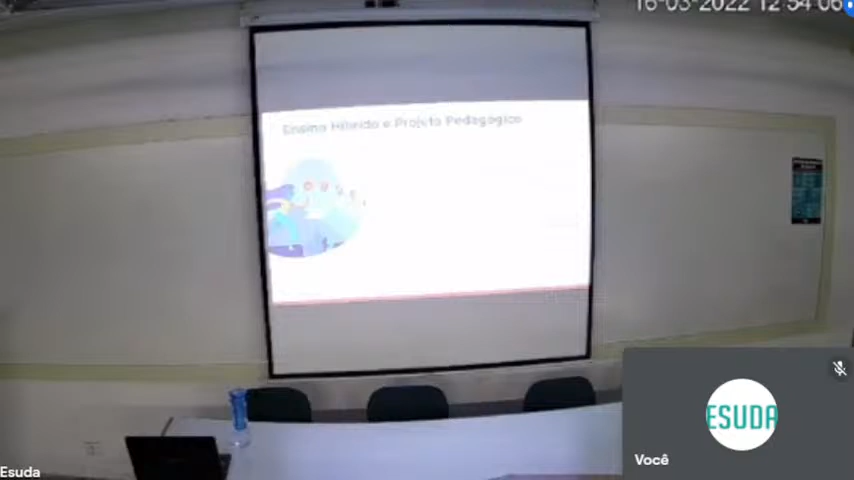 16-03-2022 12:54:06
Ensino Híbrido e Projeto Pedagógico
ESUDA
Você
Esuda